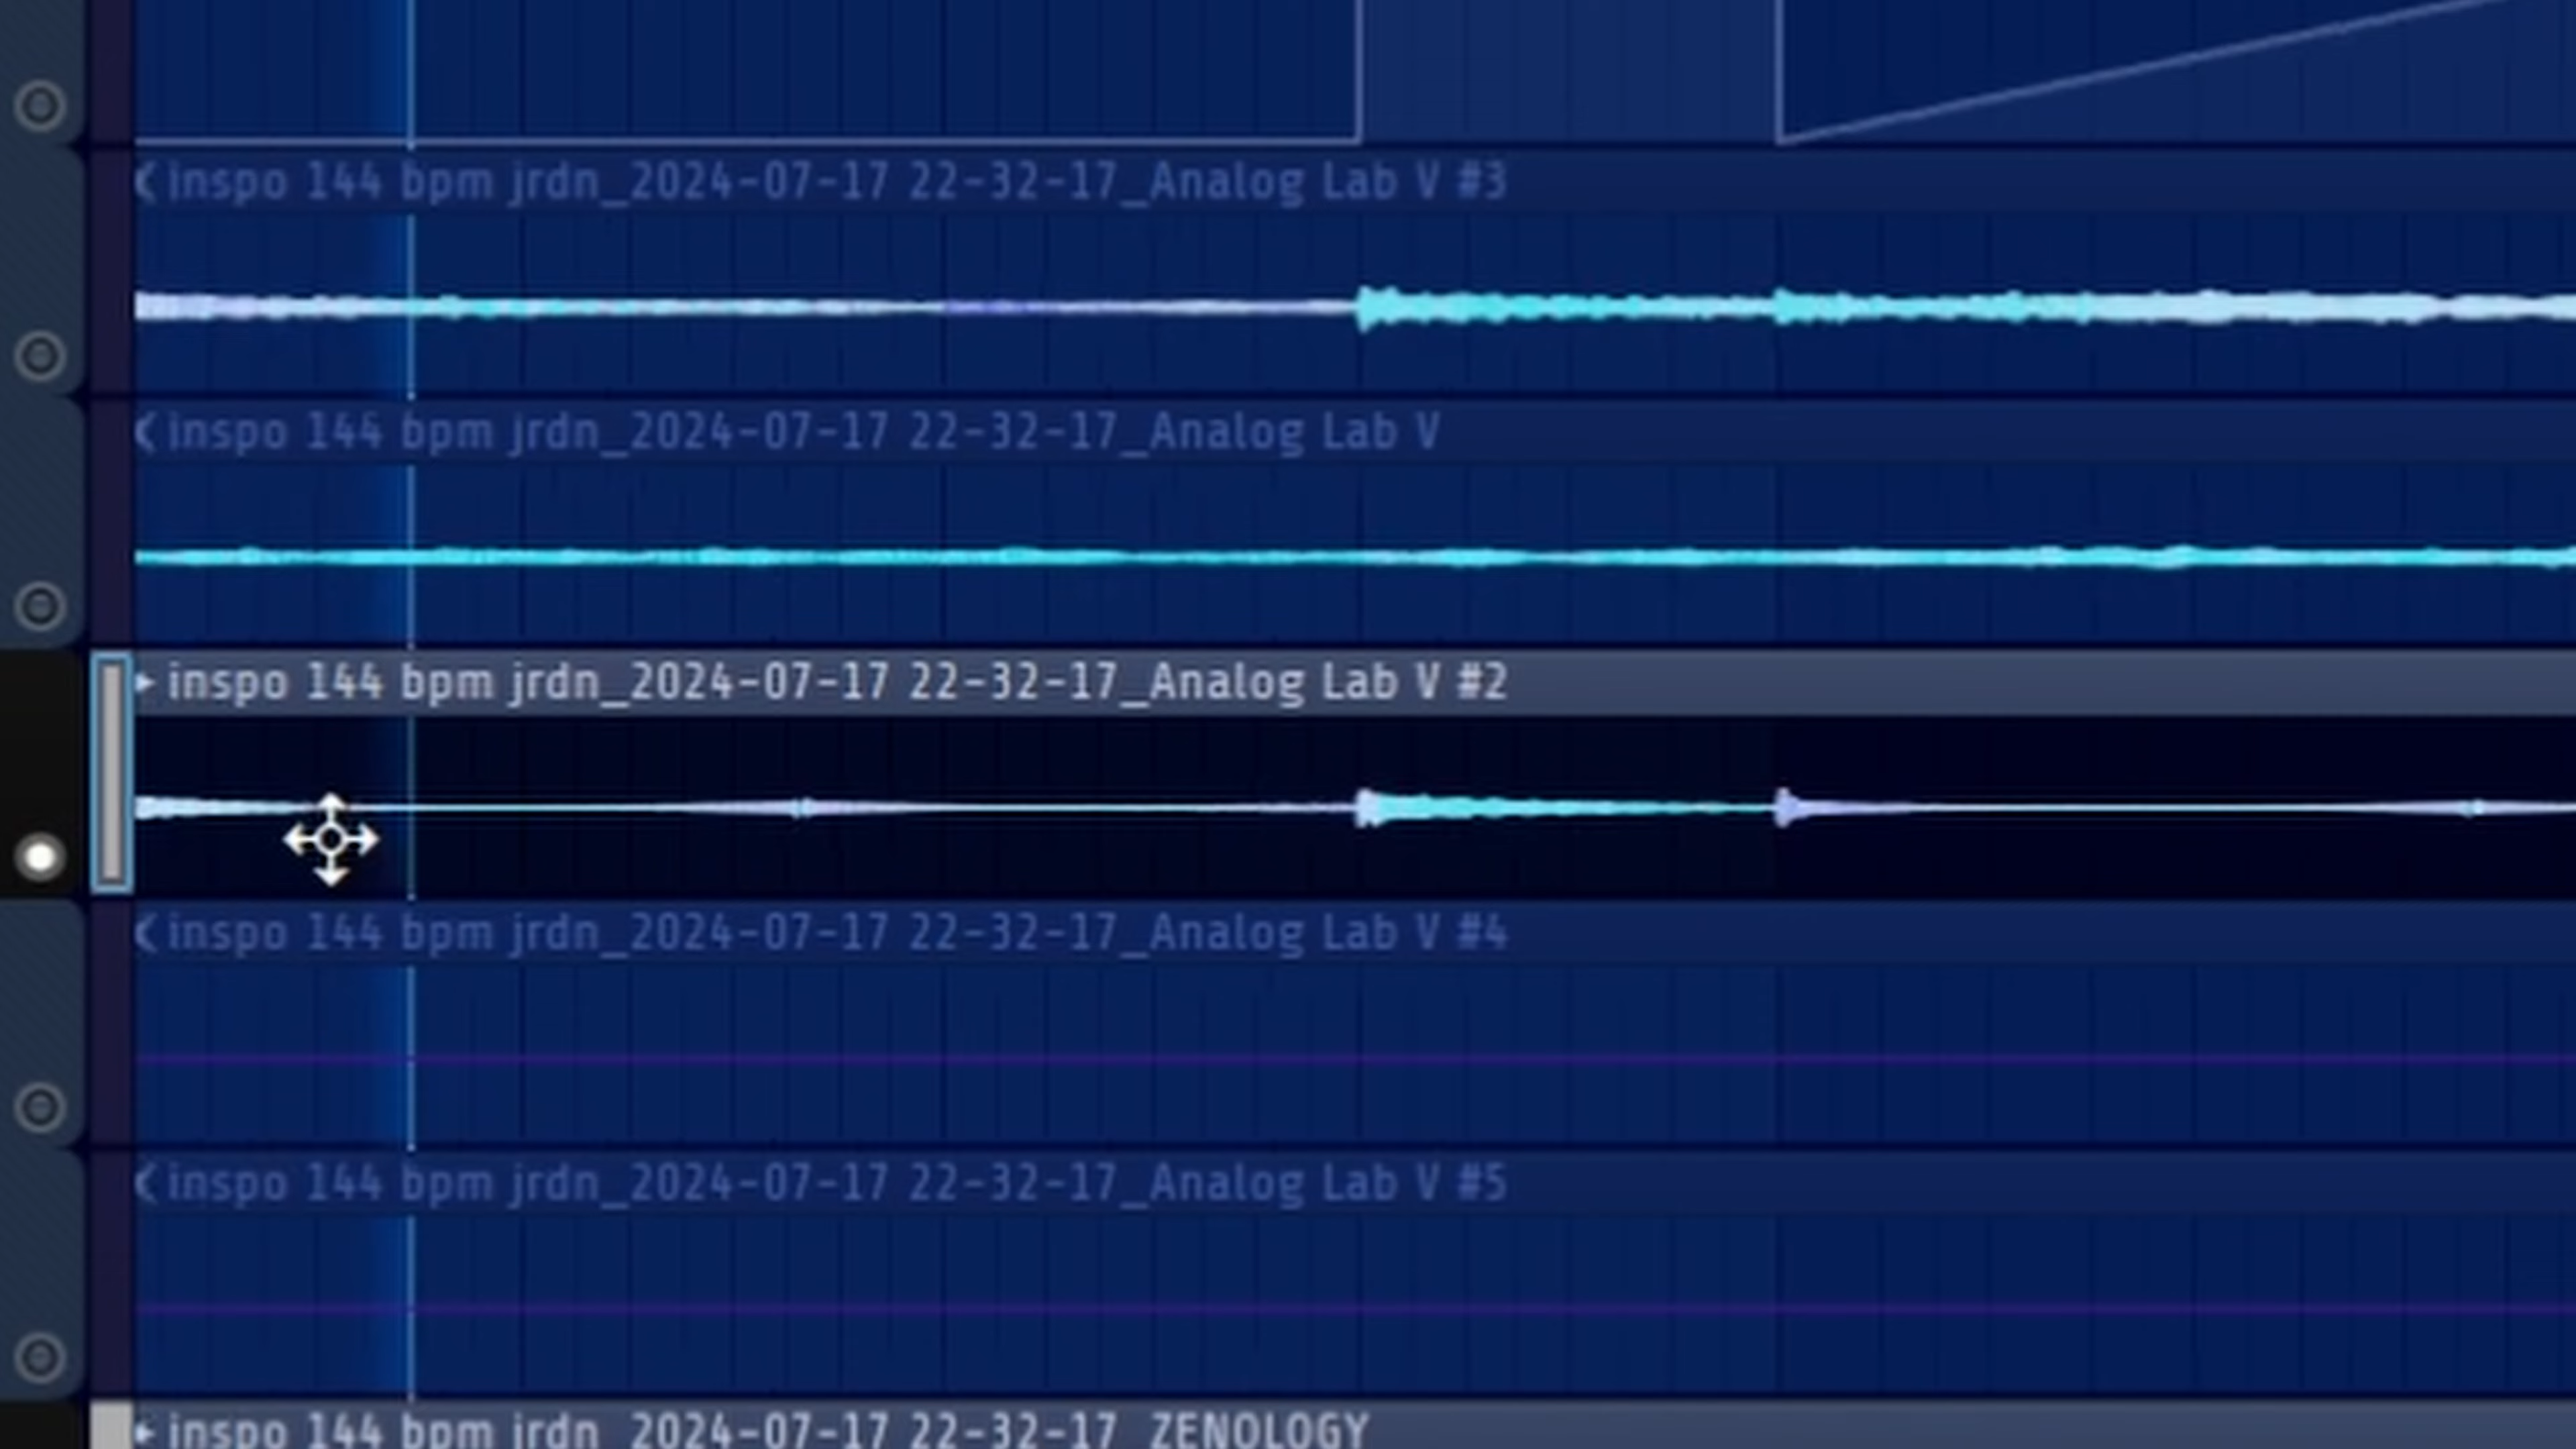 inspo 144 bpm jrdn_2024-07-17 22-32-17_Analog Lab V #3
inspo 144 bpm jrdn_2024-07-17 22-32-17_Analog Lab V
inspo 144 bpm jrdn_2024-07-17 22-32-17_Analog Lab V #2
inspo 144 bpm jrdn_2024-07-17 22-32-17_Analog Lab V #4
inspo 144 bpm jrdn_2024-07-17 22-32-17_Analog Lab V #5
inspo 144 bpm jrdn_2024-07-17 22-32-17_ZENOLOGY